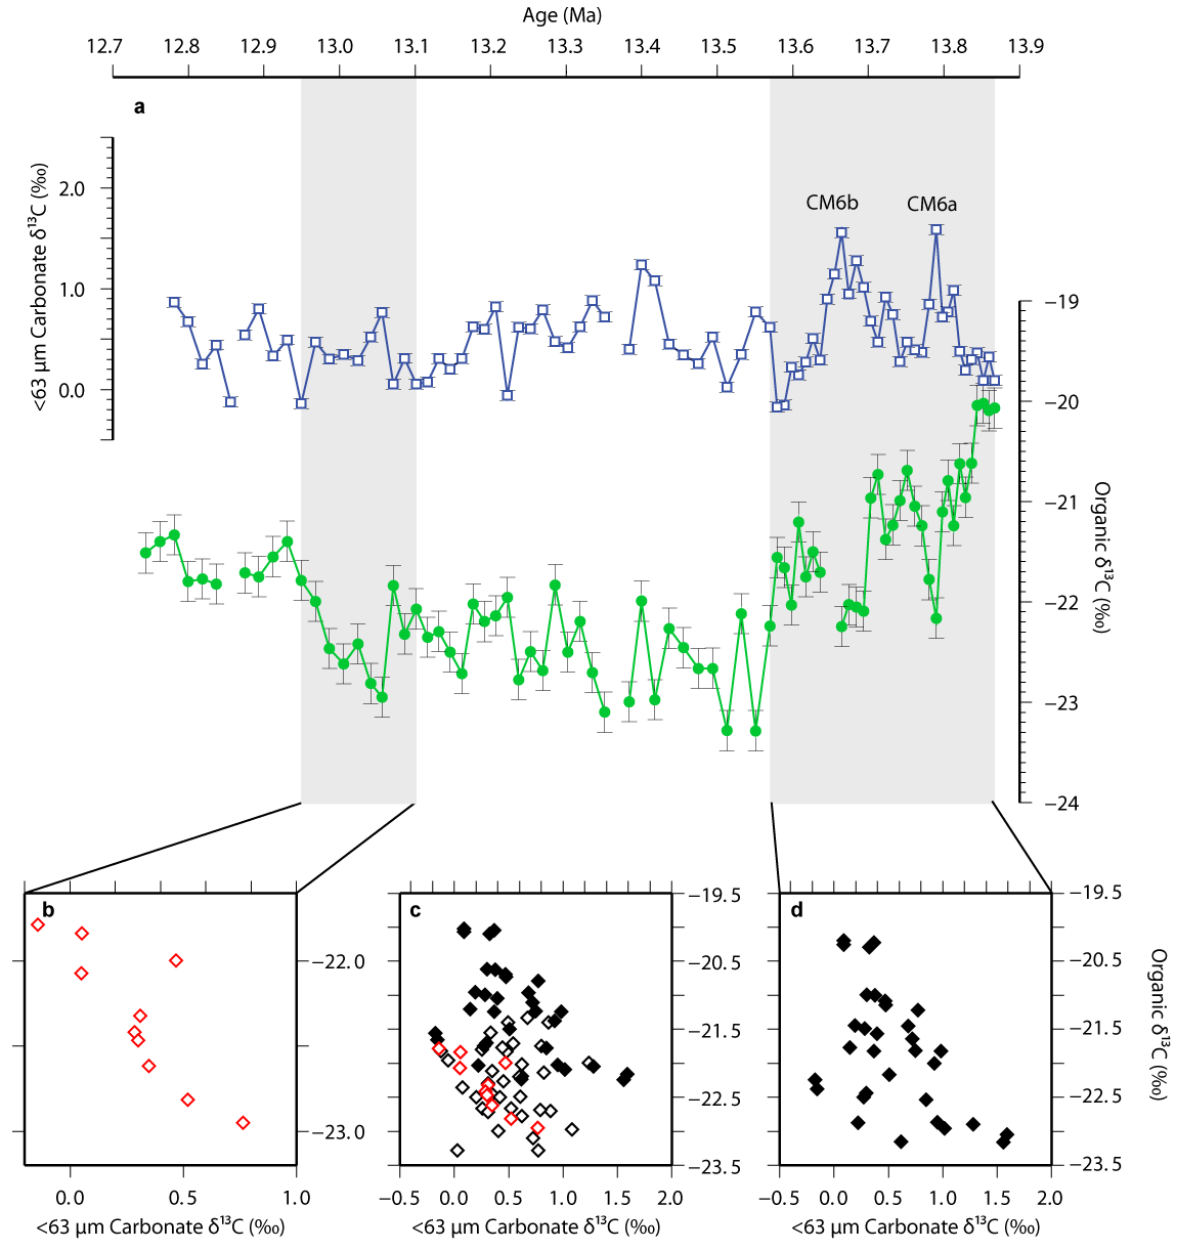 Age (Ma)
12.7 12.8 12.9 13.0 13.1 13.2 13.3 13.4 13.5 13.6 13.7 13.8 13.9
a
<63 µm Carbonate δ¹³C (‰)
2.0
1.0
0.0
CM6b CM6a
−19
−20
−21
−22
−23
−24
Organic δ¹³C (‰)
b
−22.0
−23.0
0.0 0.5 1.0
<63 µm Carbonate δ¹³C (‰)
c
−19.5
−20.5
−21.5
−22.5
−23.5
−0.5 0.0 0.5 1.0 1.5 2.0
<63 µm Carbonate δ¹³C (‰)
d
−19.5
−20.5
−21.5
−22.5
−23.5
Organic δ¹³C (‰)
−0.5 0.0 0.5 1.0 1.5 2.0
<63 µm Carbonate δ¹³C (‰)